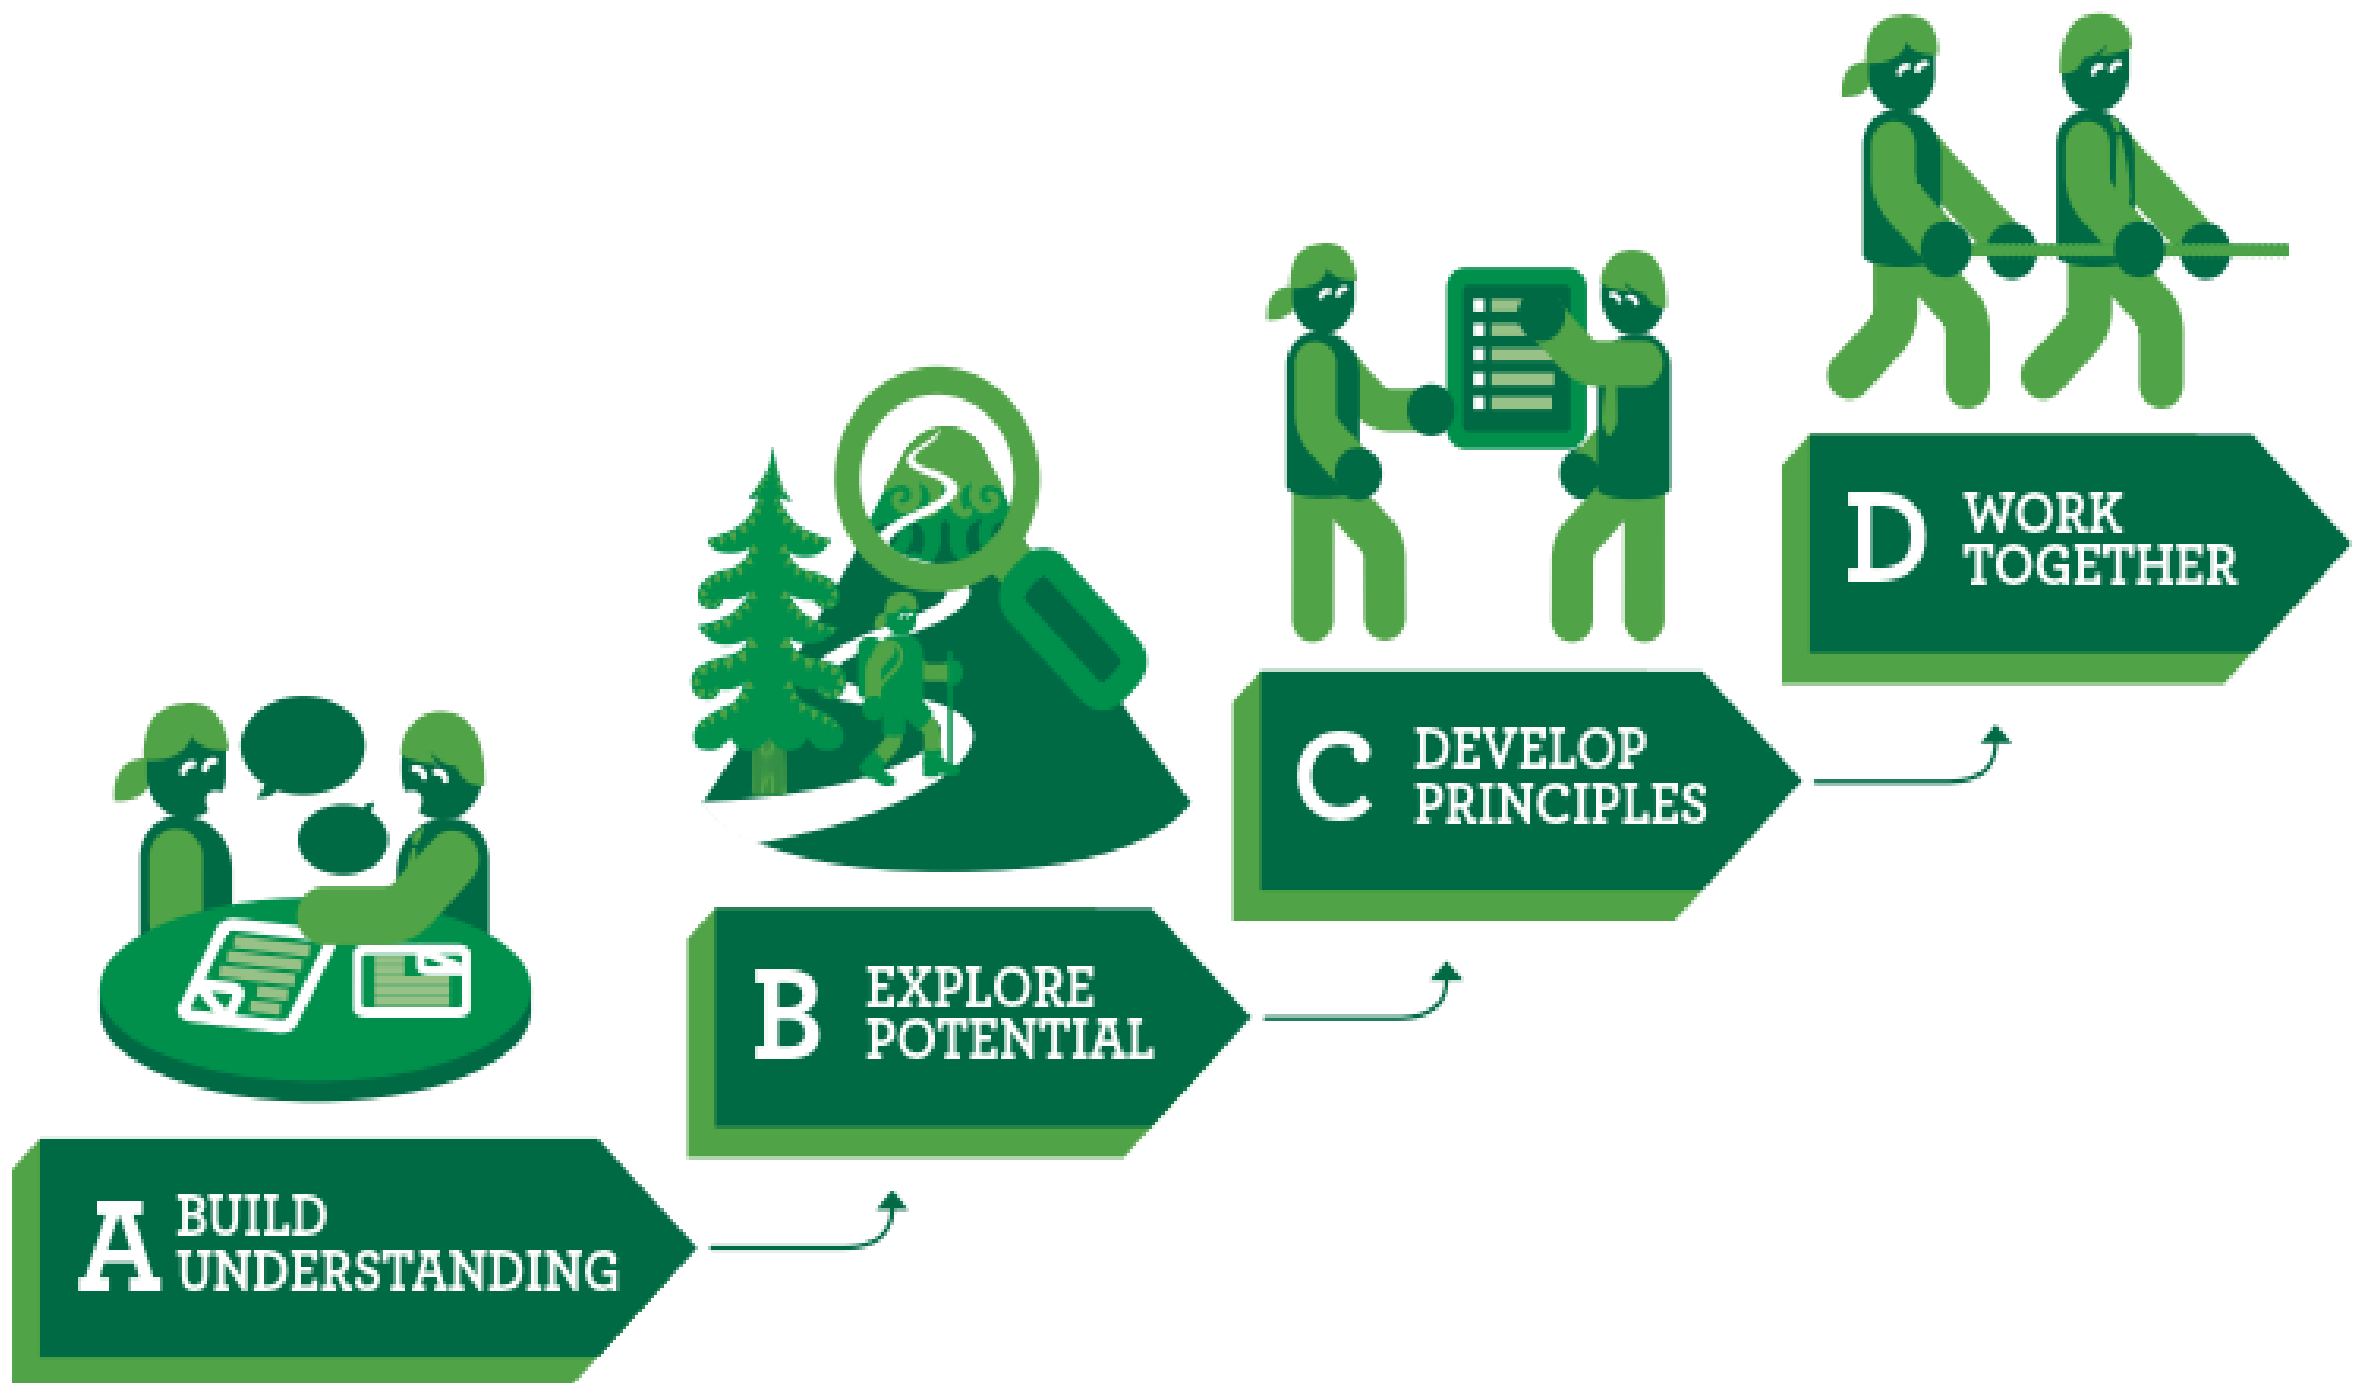 A
BUILD
UNDERSTANDING
B
EXPLORE
POTENTIAL
C
DEVELOP
PRINCIPLES
D
WORK
TOGETHER